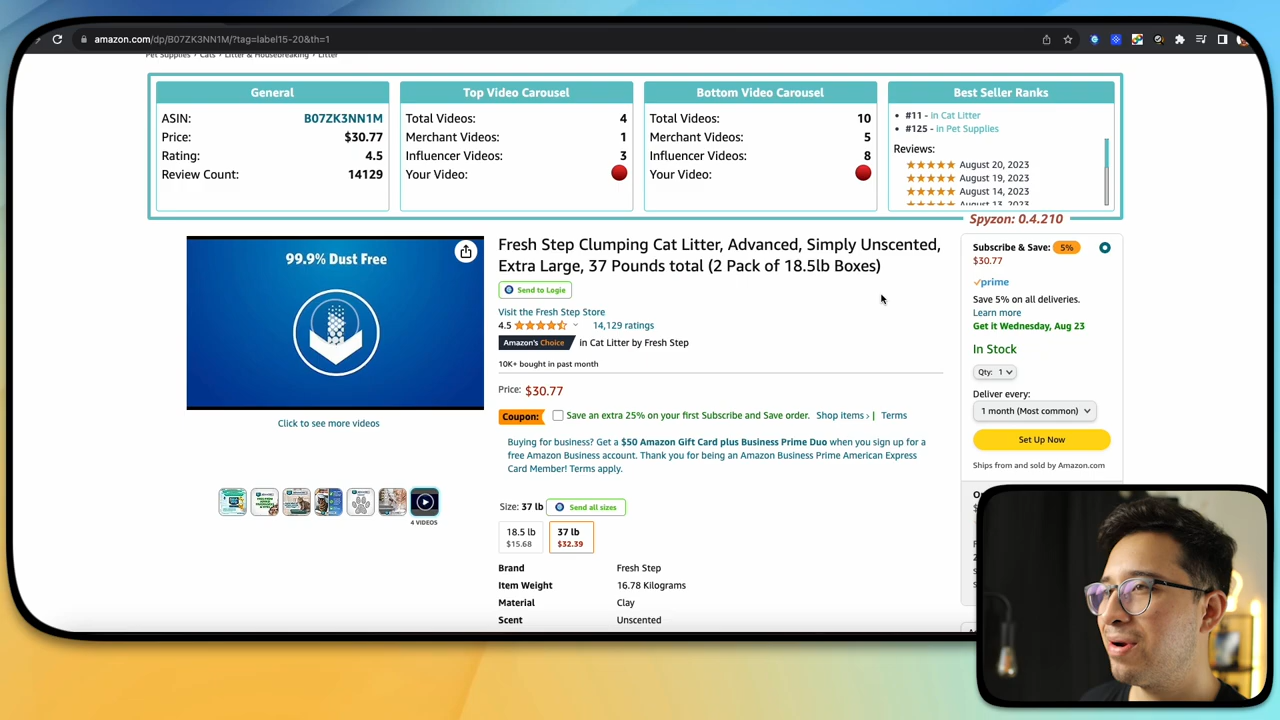 amazon.com/dp/B07ZK3NN1M/?tag=label15-20&th=1
Pet Supplies › Cats › Litter & Housebreaking › Litter
General
ASIN: B07ZK3NN1M
Price: $30.77
Rating: 4.5
Review Count: 14129
Top Video Carousel
Total Videos: 4
Merchant Videos: 1
Influencer Videos: 3
Your Video:
Bottom Video Carousel
Total Videos: 10
Merchant Videos: 5
Influencer Videos: 8
Your Video:
Best Seller Ranks
#11 - in Cat Litter
#125 - in Pet Supplies
Reviews:
August 20, 2023
August 19, 2023
August 14, 2023
August 13, 2023
Spyzon: 0.4.210
99.9% Dust Free
Click to see more videos
4 VIDEOS
Fresh Step Clumping Cat Litter, Advanced, Simply Unscented,
Extra Large, 37 Pounds total (2 Pack of 18.5lb Boxes)
Send to Logie
Visit the Fresh Step Store
4.5 14,129 ratings
Amazon's Choice in Cat Litter by Fresh Step
10K+ bought in past month
Price: $30.77
Coupon: Save an extra 25% on your first Subscribe and Save order. Shop items › | Terms
Buying for business? Get a $50 Amazon Gift Card plus Business Prime Duo when you sign up for a
free Amazon Business account. Thank you for being an Amazon Business Prime American Express
Card Member! Terms apply.
Size: 37 lb Send all sizes
18.5 lb
$15.68
37 lb
$32.39
Brand Fresh Step
Item Weight 16.78 Kilograms
Material Clay
Scent Unscented
Subscribe & Save: 5%
$30.77
prime
Save 5% on all deliveries.
Learn more
Get it Wednesday, Aug 23
In Stock
Qty: 1
Deliver every:
1 month (Most common)
Set Up Now
Ships from and sold by Amazon.com